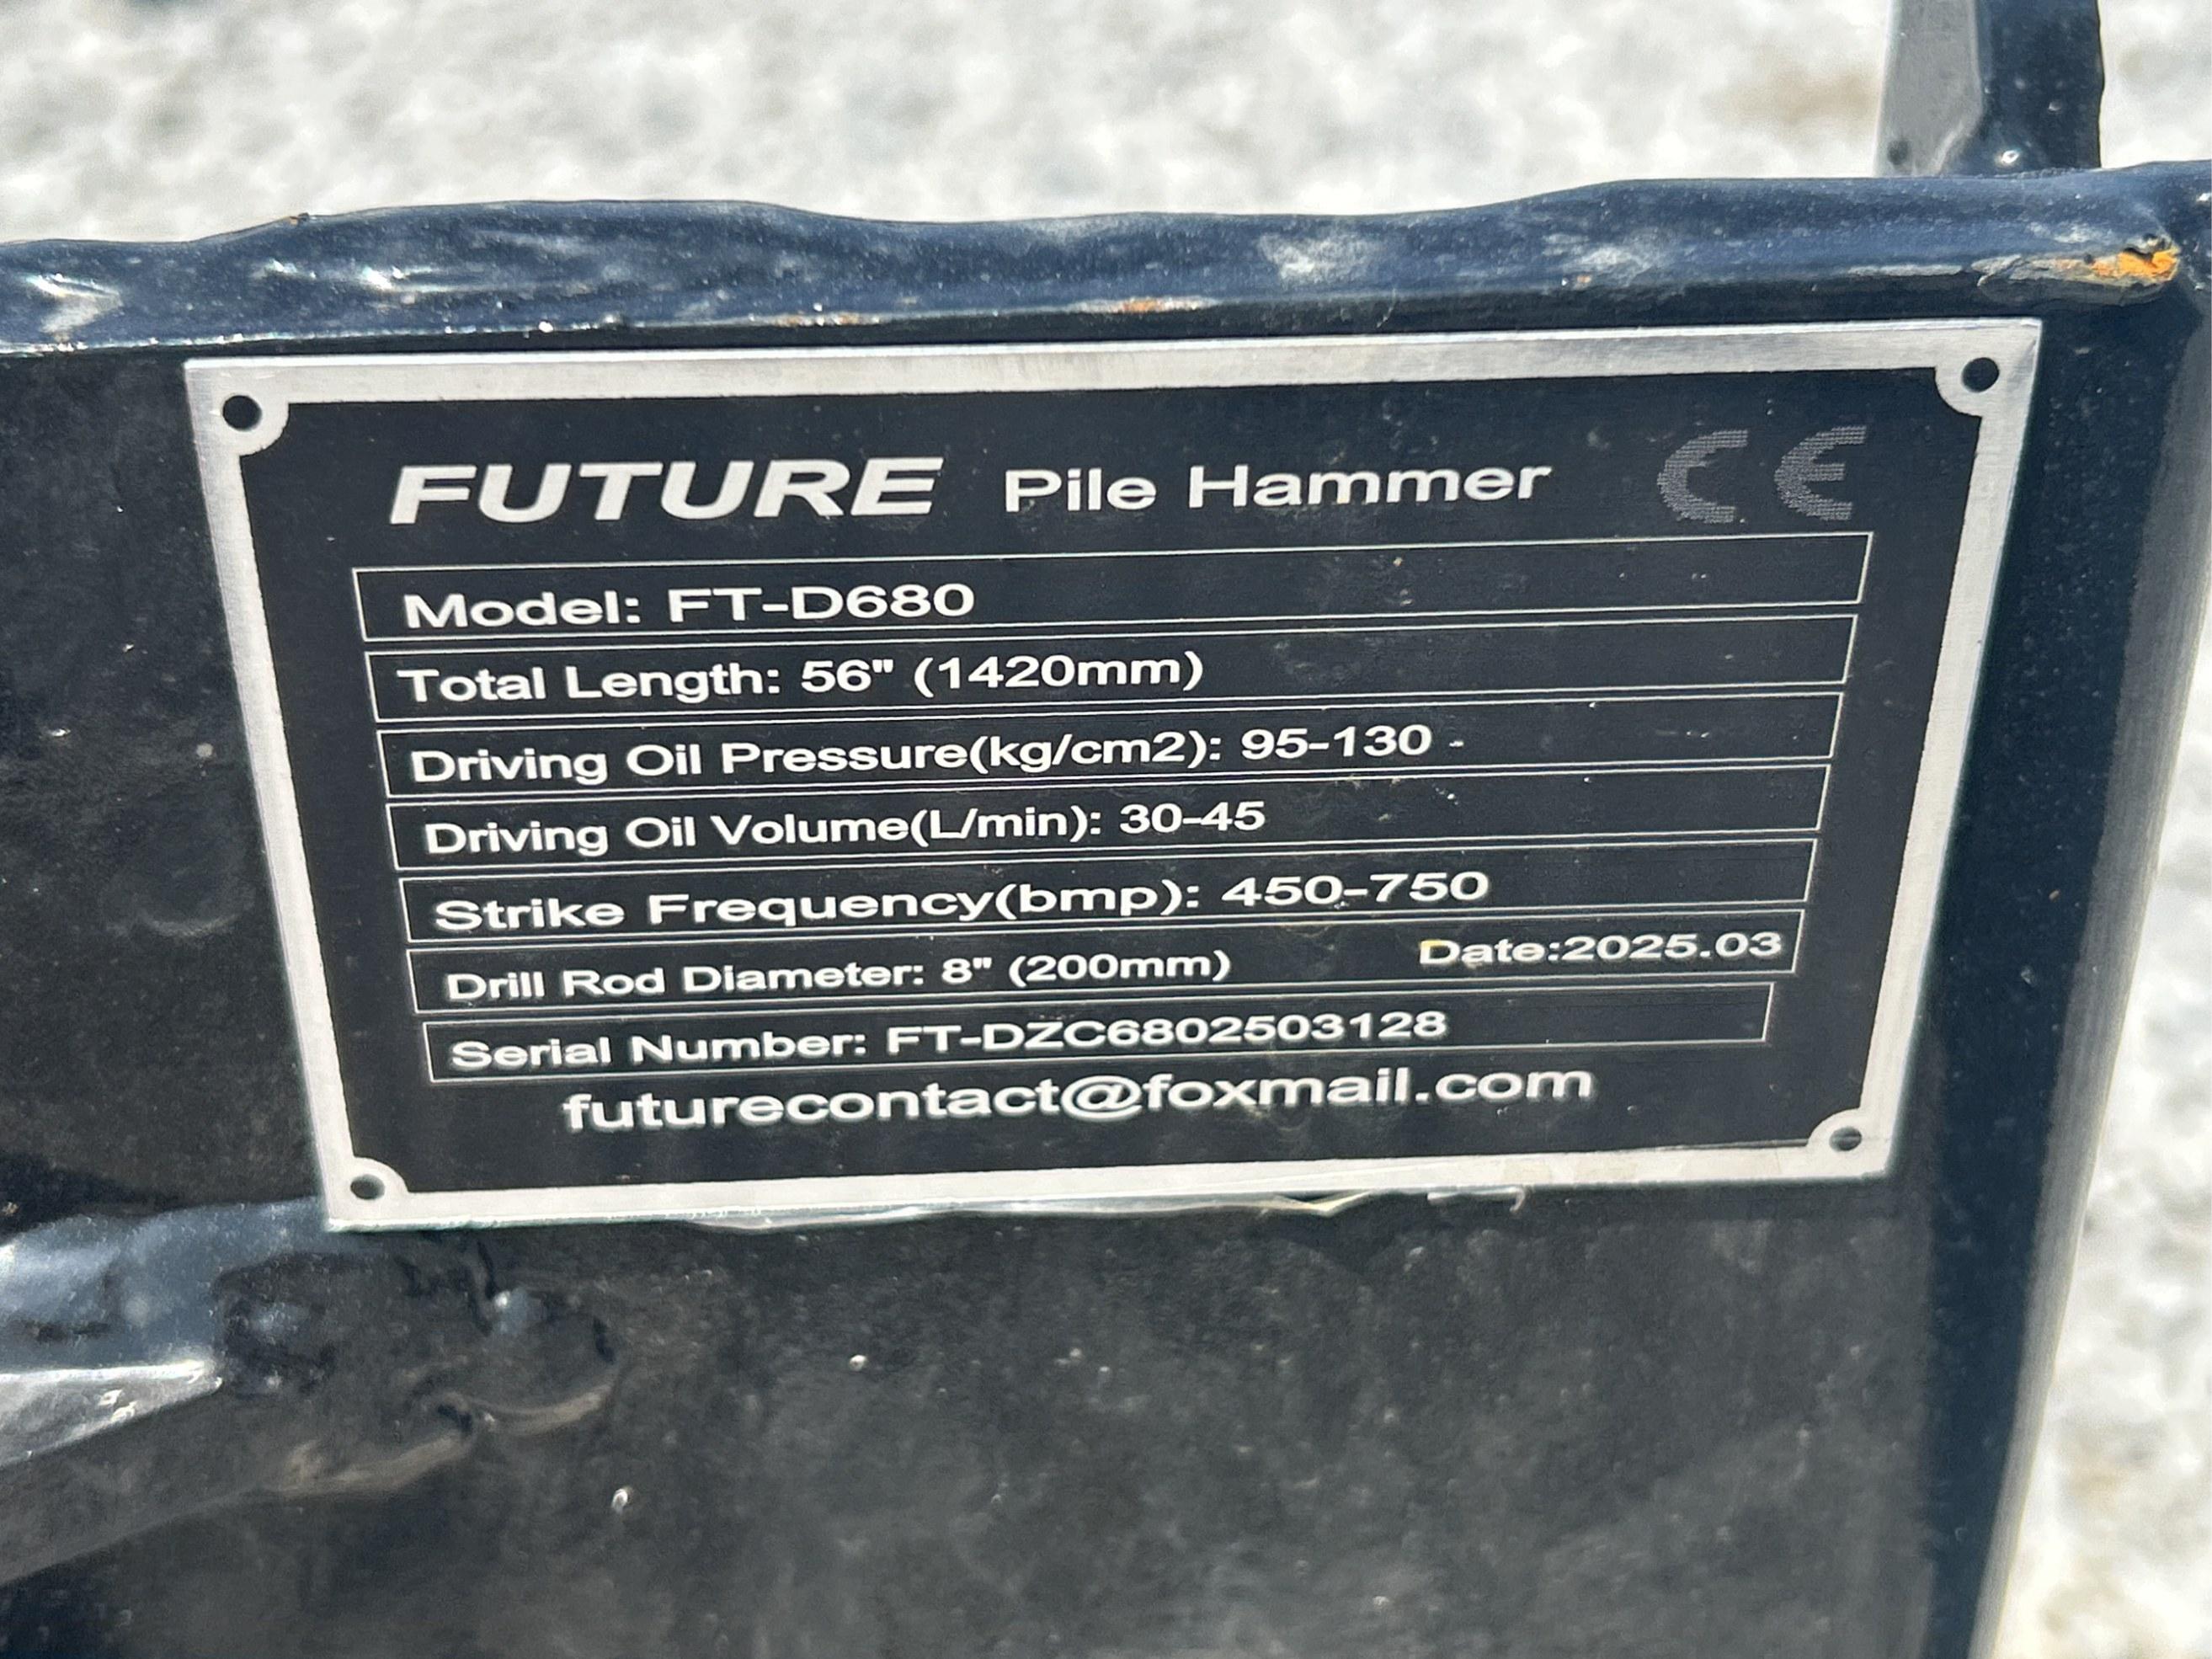 FUTURE Pile Hammer CE
Model: FT-D680
Total Length: 56" (1420mm)
Driving Oil Pressure(kg/cm2): 95-130
Driving Oil Volume(L/min): 30-45
Strike Frequency(bmp): 450-750
Drill Rod Diameter: 8" (200mm) Date:2025.03
Serial Number: FT-DZC6802503128
futurecontact@foxmail.com